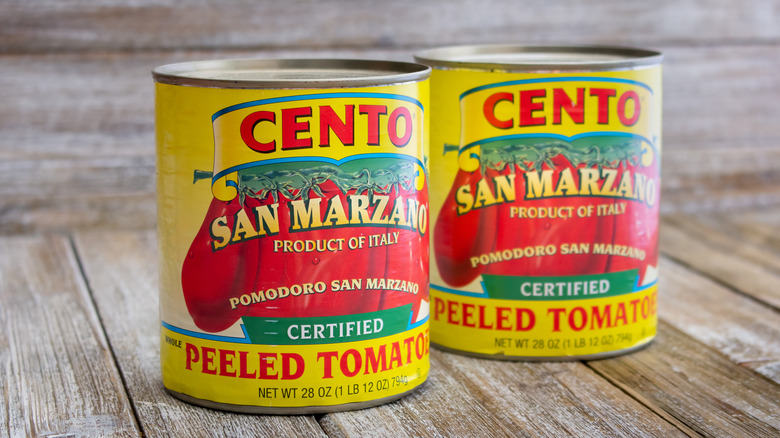 CENTO
SAN MARZANO
PRODUCT OF ITALY
POMODORO SAN MARZANO
CERTIFIED
WHOLE
PEELED TOMATOE
NET WT 28 OZ (1 LB 12 OZ) 794g
CENTO
SAN MARZANO
PRODUCT OF ITALY
POMODORO SAN MARZANO
CERTIFIED
PEELED TOMATOE
NET WT 28 OZ (1 LB 12 OZ) 794g